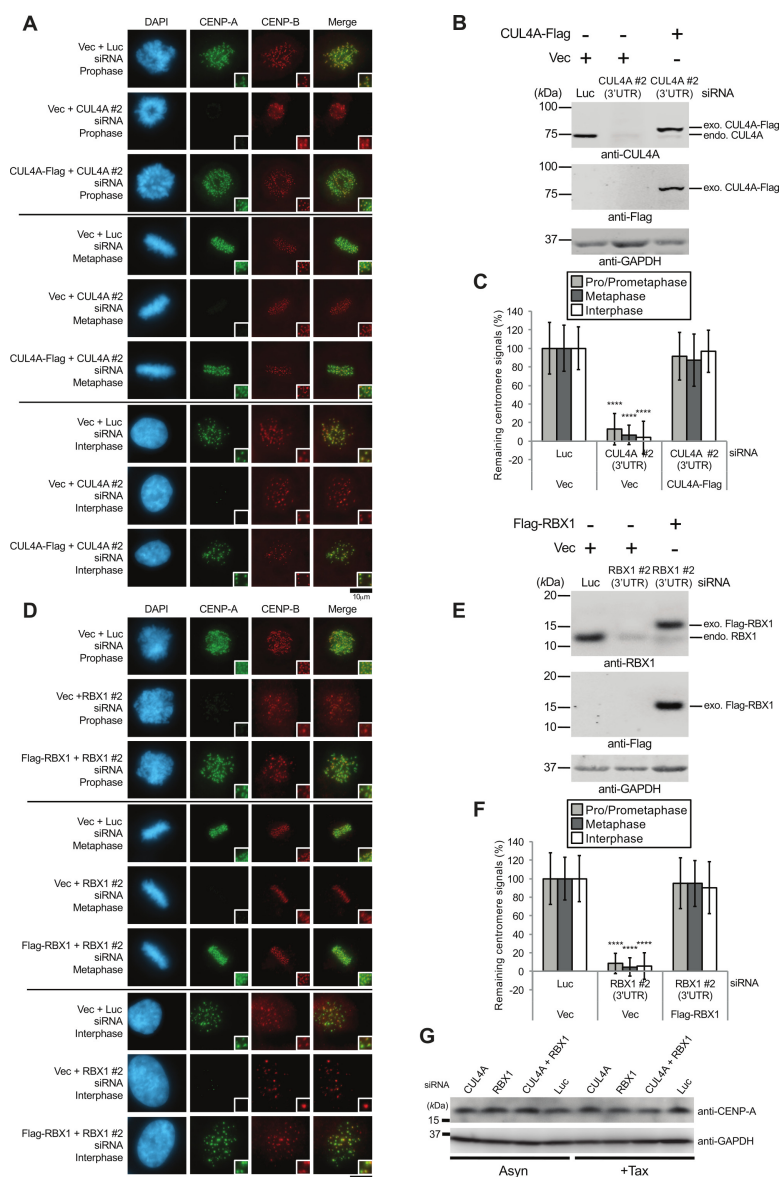 A
DAPI CENP-A CENP-B Merge
Vec + Luc
siRNA
Prophase
Vec + CUL4A #2
siRNA
Prophase
CUL4A-Flag + CUL4A #2
siRNA
Prophase
Vec + Luc
siRNA
Metaphase
Vec + CUL4A #2
siRNA
Metaphase
CUL4A-Flag + CUL4A #2
siRNA
Metaphase
Vec + Luc
siRNA
Interphase
Vec + CUL4A #2
siRNA
Interphase
CUL4A-Flag + CUL4A #2
siRNA
Interphase
10μm
B
CUL4A-Flag - - +
Vec + + -
CUL4A #2 CUL4A #2
(kDa) Luc (3'UTR) (3'UTR) siRNA
100
75
exo. CUL4A-Flag
endo. CUL4A
anti-CUL4A
100
75
exo. CUL4A-Flag
anti-Flag
37
anti-GAPDH
C
Pro/Prometaphase
Metaphase
Interphase
Remaining centromere signals (%)
140
120
100
80
60
40
20
0
-20
**** **** ****
Luc CUL4A #2 (3'UTR) CUL4A #2 (3'UTR) siRNA
Vec Vec CUL4A-Flag
D
DAPI CENP-A CENP-B Merge
Vec + Luc
siRNA
Prophase
Vec +RBX1 #2
siRNA
Prophase
Flag-RBX1 + RBX1 #2
siRNA
Prophase
Vec + Luc
siRNA
Metaphase
Vec + RBX1 #2
siRNA
Metaphase
Flag-RBX1 + RBX1 #2
siRNA
Metaphase
Vec + Luc
siRNA
Interphase
Vec + RBX1 #2
siRNA
Interphase
Flag-RBX1 + RBX1 #2
siRNA
Interphase
Flag-RBX1 - - +
Vec + + -
E
RBX1 #2 RBX1 #2
(kDa) Luc (3'UTR) (3'UTR) siRNA
20
15
10
exo. Flag-RBX1
endo. RBX1
anti-RBX1
20
15
10
exo. Flag-RBX1
anti-Flag
37
anti-GAPDH
F
Pro/Prometaphase
Metaphase
Interphase
Remaining centromere signals (%)
140
120
100
80
60
40
20
0
-20
**** **** ****
Luc RBX1 #2 (3'UTR) RBX1 #2 (3'UTR) siRNA
Vec Vec Flag-RBX1
G
siRNA CUL4A RBX1 CUL4A + RBX1 Luc CUL4A RBX1 CUL4A + RBX1 Luc
(kDa)
15
anti-CENP-A
37
anti-GAPDH
Asyn +Tax